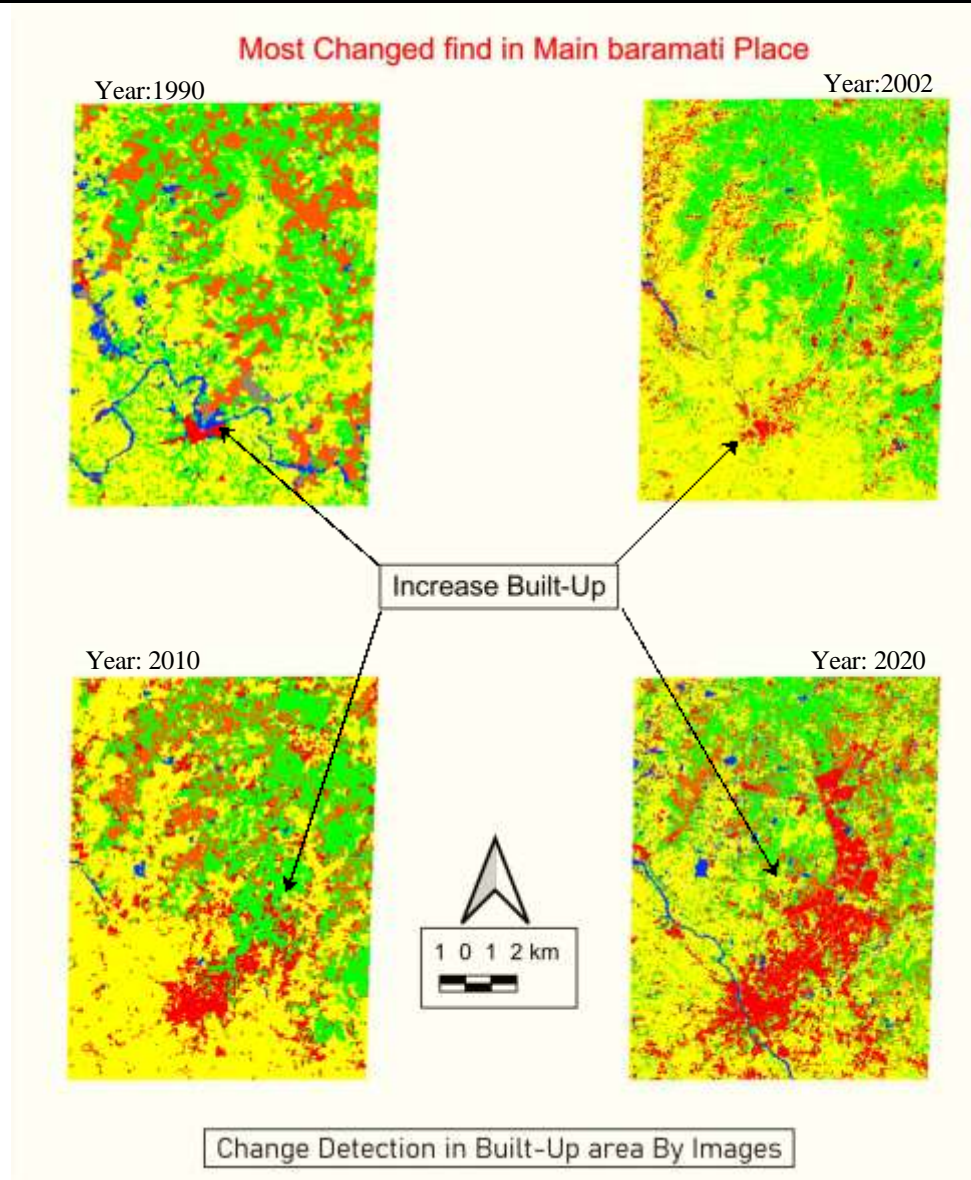 Most Changed find in Main baramati Place
Year:1990
Year:2002
Increase Built-Up
Year: 2010
Year: 2020
1 0 1 2 km
Change Detection in Built-Up area By Images